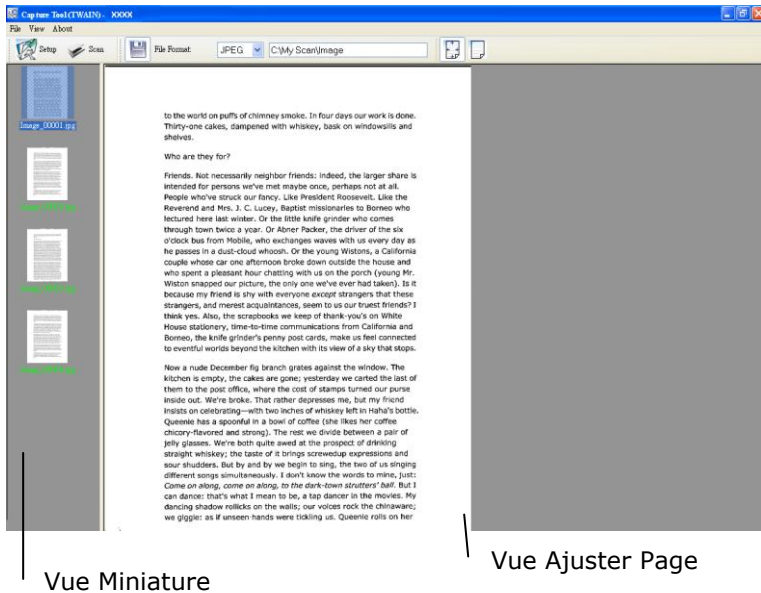 Capture Tool(TWAIN) - XXXX
File View About
Setup Scan File Format: JPEG C:\My Scan\Image
Image_00001.jpg
to the world on puffs of chimney smoke. In four days our work is done.
Thirty-one cakes, dampened with whiskey, bask on windowsills and
shelves.
Who are they for?
Friends. Not necessarily neighbor friends: indeed, the larger share is
intended for persons we've met maybe once, perhaps not at all.
People who've struck our fancy. Like President Roosevelt. Like the
Reverend and Mrs. J. C. Lucey, Baptist missionaries to Borneo who
lectured here last winter. Or the little knife grinder who comes
through town twice a year. Or Abner Packer, the driver of the six
o'clock bus from Mobile, who exchanges waves with us every day as
he passes in a dust-cloud whoosh. Or the young Wistons, a California
couple whose car one afternoon broke down outside the house and
who spent a pleasant hour chatting with us on the porch (young Mr.
Wiston snapped our picture, the only one we've ever had taken). Is it
because my friend is shy with everyone except strangers that these
strangers, and merest acquaintances, seem to us our truest friends? I
think yes. Also, the scrapbooks we keep of thank-you's on White
House stationery, time-to-time communications from California and
Borneo, the knife grinder's penny post cards, make us feel connected
to eventful worlds beyond the kitchen with its view of a sky that stops.
Now a nude December fig branch grates against the window. The
kitchen is empty, the cakes are gone; yesterday we carted the last of
them to the post office, where the cost of stamps turned our purse
inside out. We're broke. That rather depresses me, but my friend
insists on celebrating—with two inches of whiskey left in Haha's bottle.
Queenie has a spoonful in a bowl of coffee (she likes her coffee
chicory-flavored and strong). The rest we divide between a pair of
jelly glasses. We're both quite awed at the prospect of drinking
straight whiskey; the taste of it brings screwedup expressions and
sour shudders. But by and by we begin to sing, the two of us singing
different songs simultaneously. I don't know the words to mine, just:
Come on along, come on along, to the dark-town strutters' ball. But I
can dance: that's what I mean to be, a tap dancer in the movies. My
dancing shadow rollicks on the walls; our voices rock the chinaware;
we giggle: as if unseen hands were tickling us. Queenie rolls on her
Vue Ajuster Page
Vue Miniature